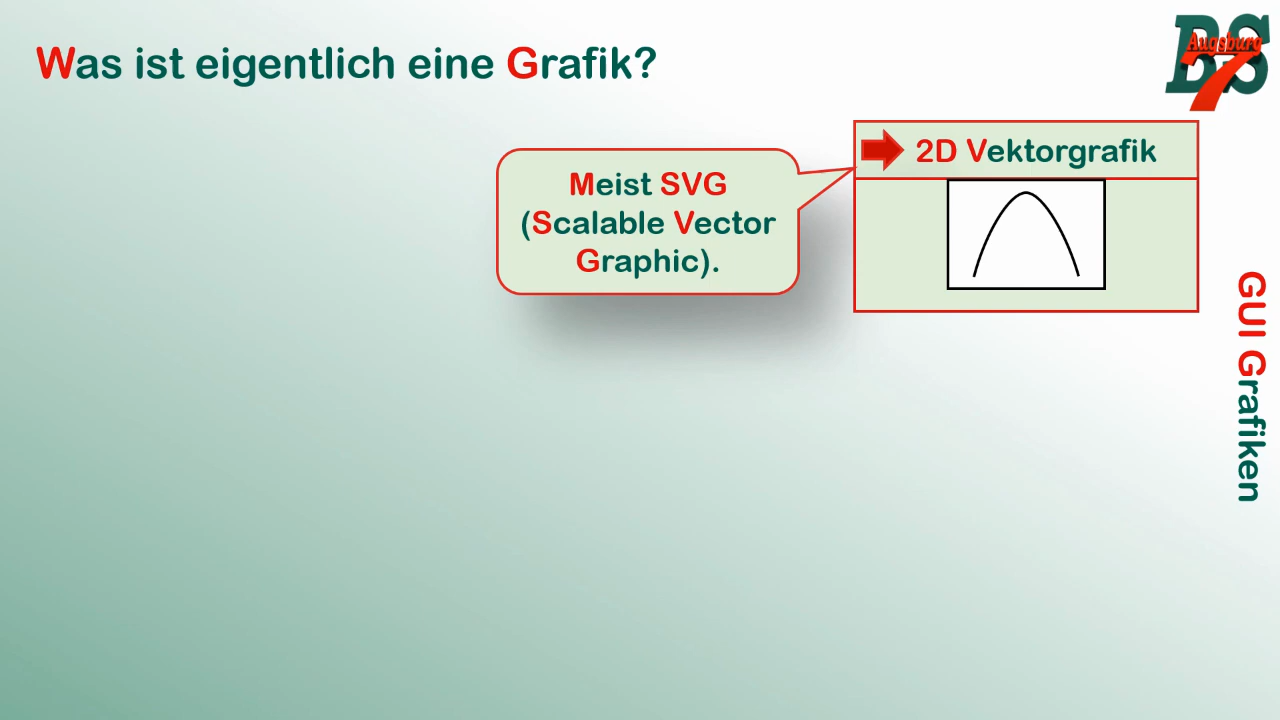 Was ist eigentlich eine Grafik?
BS
Augsburg
7
2D Vektorgrafik
Meist SVG
(Scalable Vector
Graphic).
GUI Grafiken